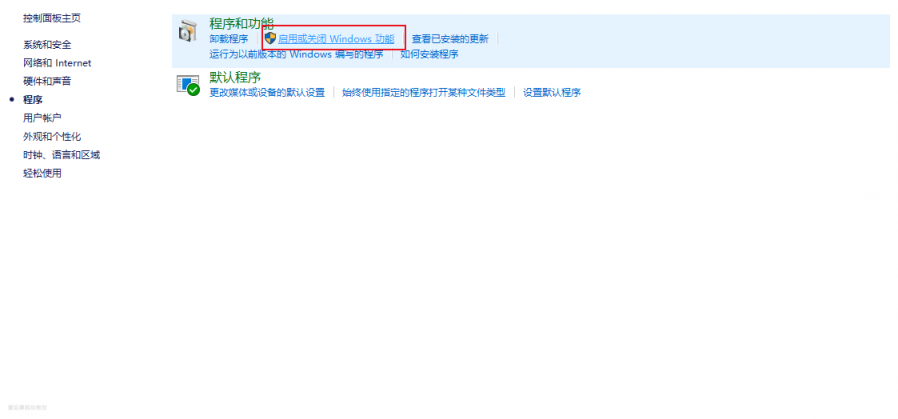 控制面板主页
系统和安全
网络和 Internet
硬件和声音
程序
用户帐户
外观和个性化
时钟、语言和区域
轻松使用
程序和功能
卸载程序 启用或关闭 Windows 功能 查看已安装的更新
运行为以前版本的 Windows 编写的程序 如何安装程序
默认程序
更改媒体或设备的默认设置 始终使用指定的程序打开某种文件类型 设置默认程序